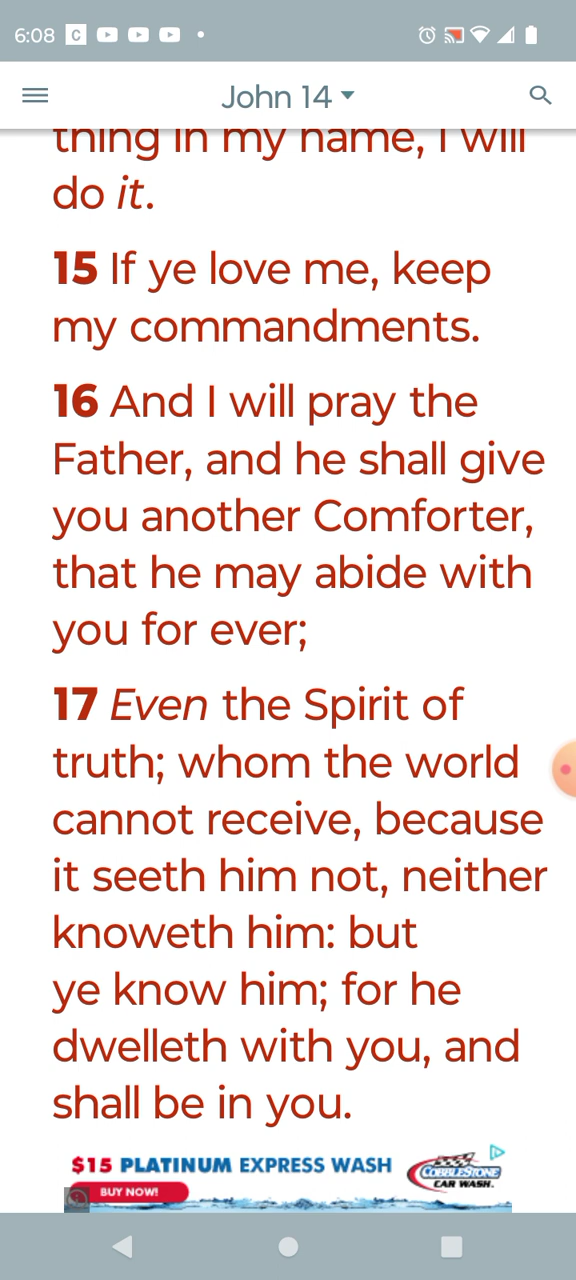 6:08
John 14
thing in my name, I will
do it.
15 If ye love me, keep
my commandments.
16 And I will pray the
Father, and he shall give
you another Comforter,
that he may abide with
you for ever;
17 Even the Spirit of
truth; whom the world
cannot receive, because
it seeth him not, neither
knoweth him: but
ye know him; for he
dwelleth with you, and
shall be in you.
$15 PLATINUM EXPRESS WASH
BUY NOW!
COBBLESTONE
CAR WASH.